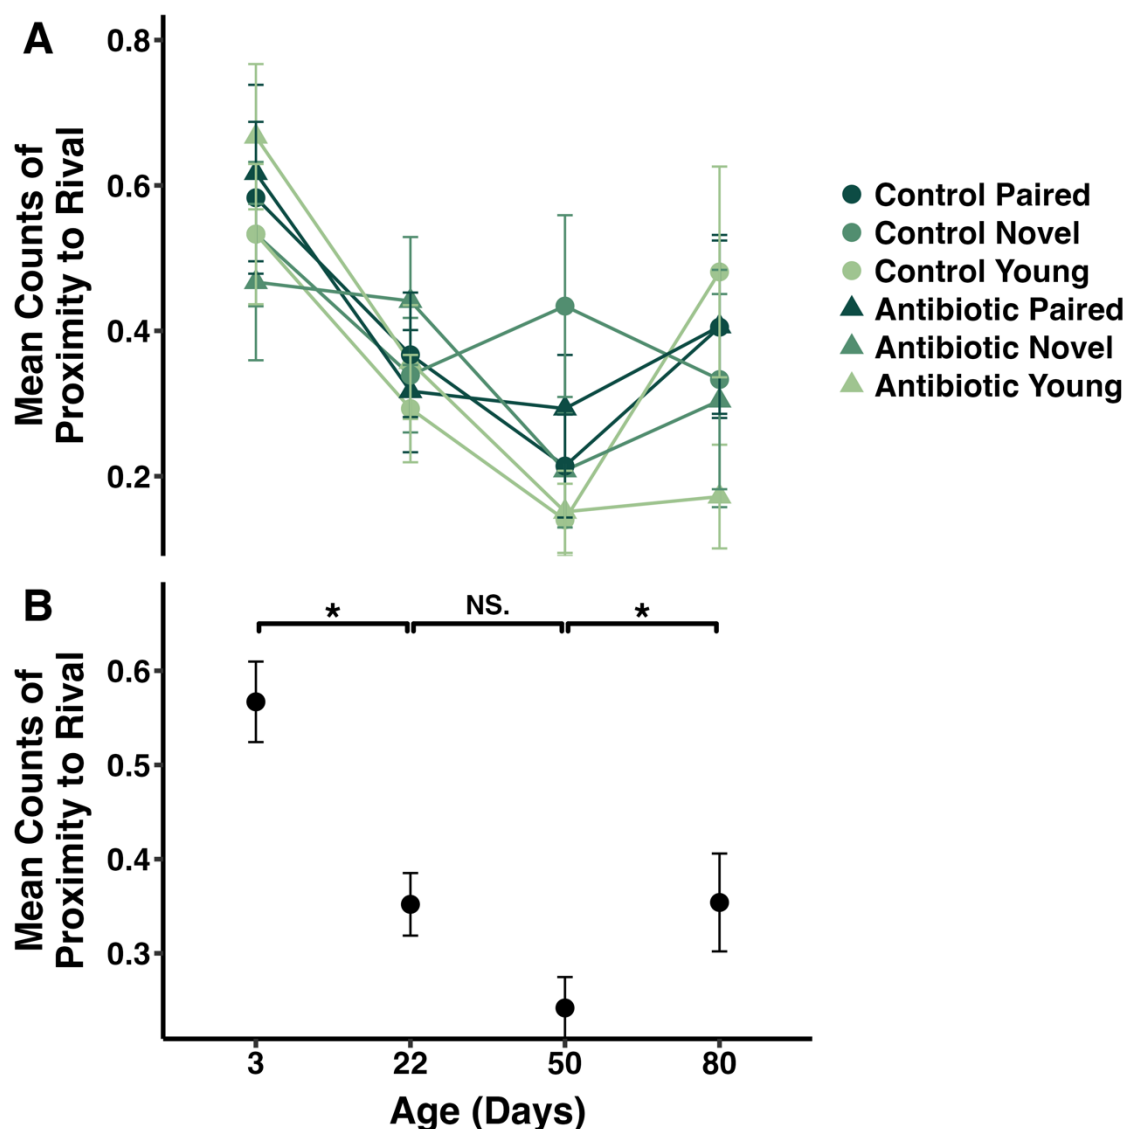 A
0.8
0.6
0.4
0.2
Mean Counts of
Proximity to Rival
Control Paired
Control Novel
Control Young
Antibiotic Paired
Antibiotic Novel
Antibiotic Young
B
*
NS.
*
0.6
0.5
0.4
0.3
Mean Counts of
Proximity to Rival
3 22 50 80
Age (Days)